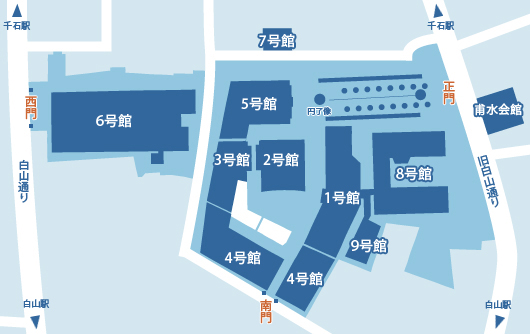 千石駅
千石駅
7号館
西門
6号館
5号館
円了像
正門
甫水会館
3号館
2号館
8号館
1号館
白山通り
旧白山通り
9号館
4号館
4号館
南門
白山駅
白山駅